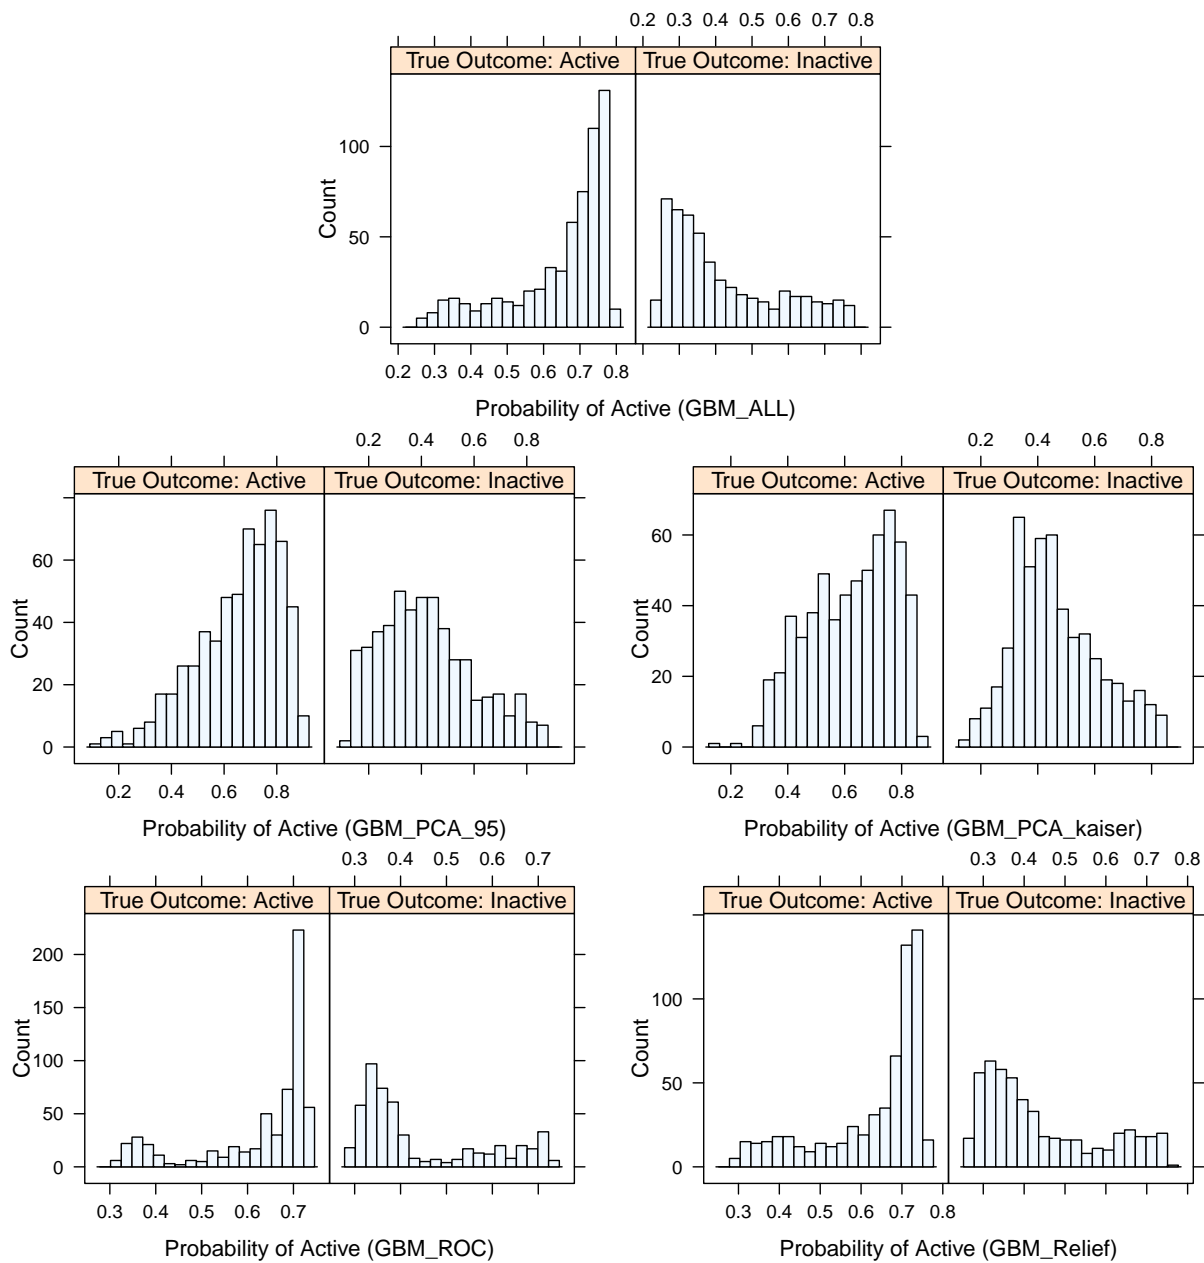 0.2 0.3 0.4 0.5 0.6 0.7 0.8
True Outcome: Active True Outcome: Inactive
100
50
0
Count
0.2 0.3 0.4 0.5 0.6 0.7 0.8
Probability of Active (GBM_ALL)
0.2 0.4 0.6 0.8
True Outcome: Active True Outcome: Inactive
60
40
20
0
Count
0.2 0.4 0.6 0.8
Probability of Active (GBM_PCA_95)
0.2 0.4 0.6 0.8
True Outcome: Active True Outcome: Inactive
60
40
20
0
Count
0.2 0.4 0.6 0.8
Probability of Active (GBM_PCA_kaiser)
0.3 0.4 0.5 0.6 0.7
True Outcome: Active True Outcome: Inactive
200
150
100
50
0
Count
0.3 0.4 0.5 0.6 0.7
Probability of Active (GBM_ROC)
0.3 0.4 0.5 0.6 0.7 0.8
True Outcome: Active True Outcome: Inactive
100
50
0
Count
0.3 0.4 0.5 0.6 0.7 0.8
Probability of Active (GBM_Relief)